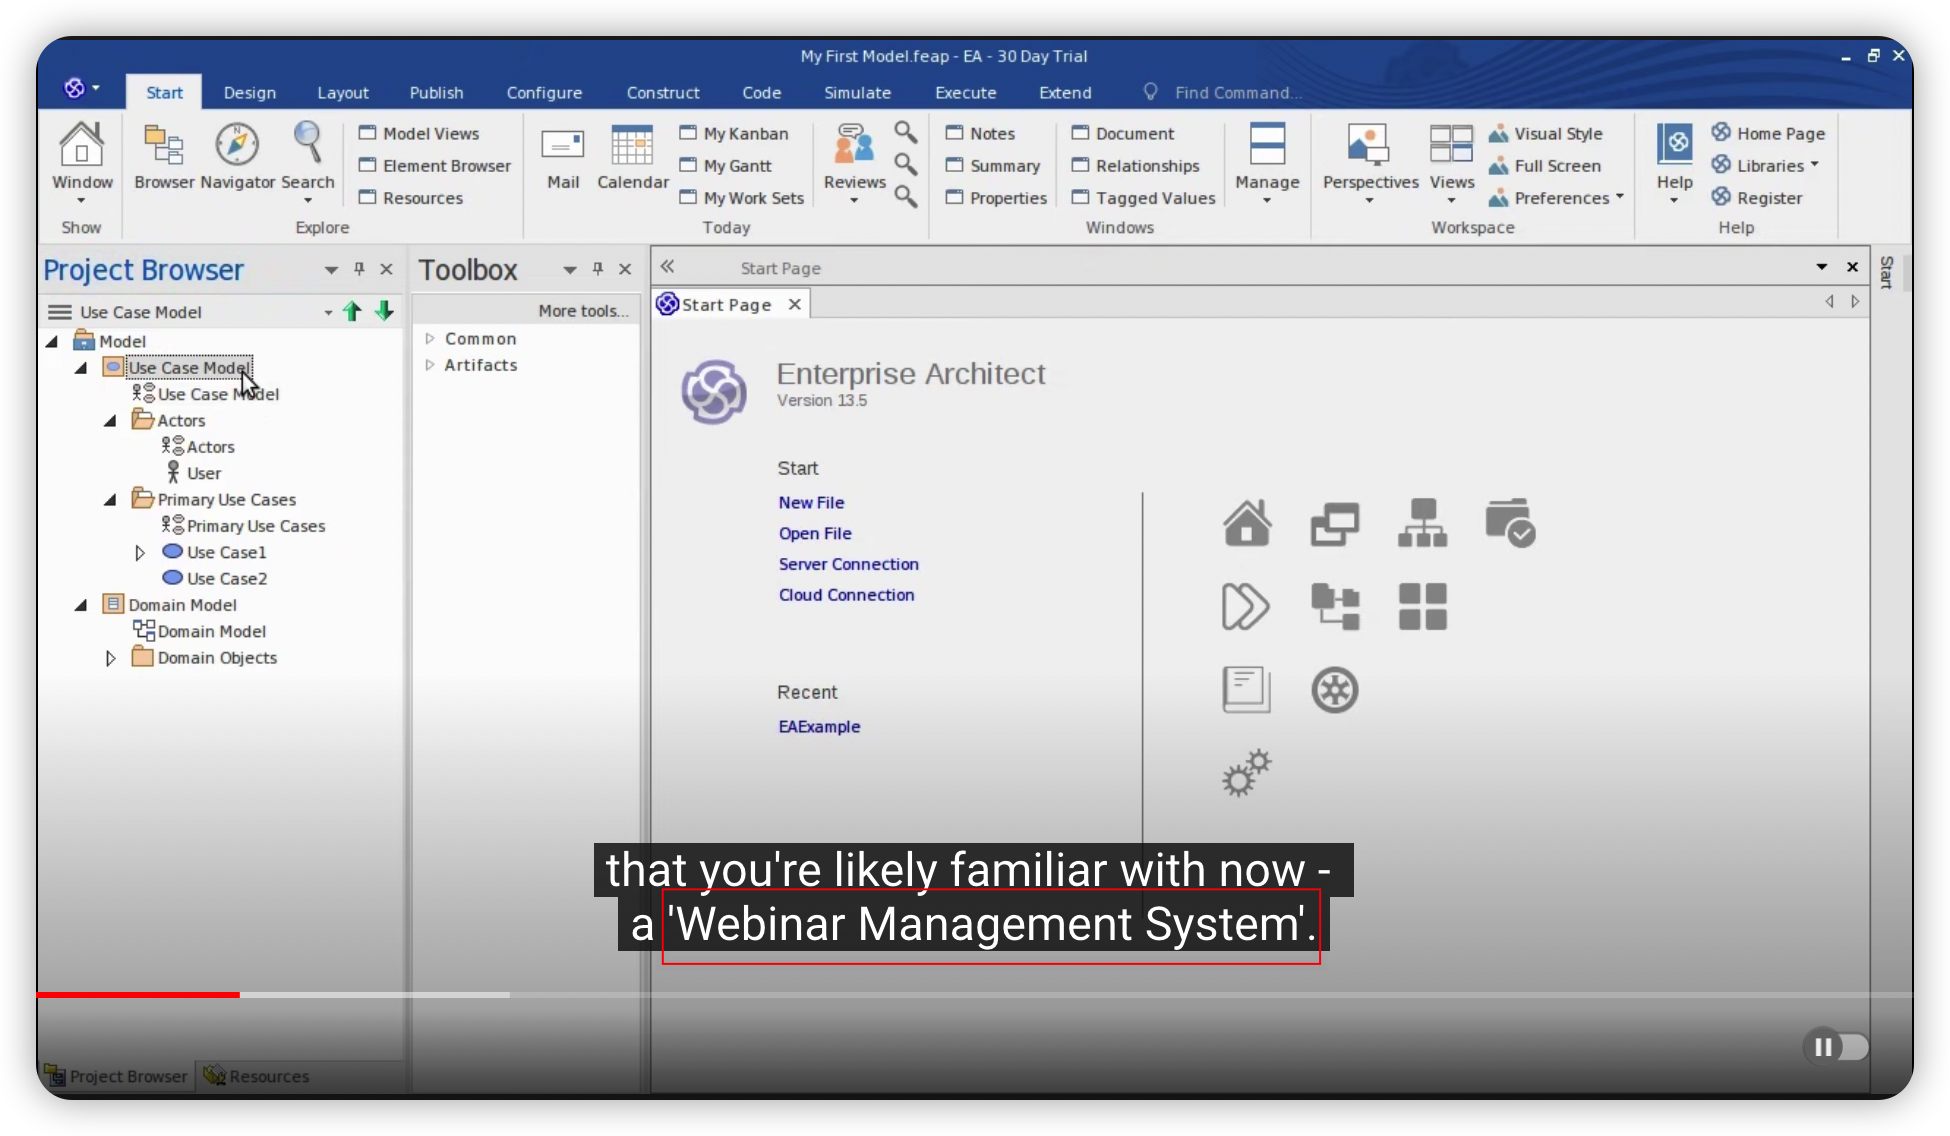 My First Model.feap - EA - 30 Day Trial
Start Design Layout Publish Configure Construct Code Simulate Execute Extend Find Command...
Window
Show
Browser Navigator Search
Model Views
Element Browser
Resources
Explore
Mail Calendar
My Kanban
My Gantt
My Work Sets
Today
Reviews
Notes
Summary
Properties
Document
Relationships
Tagged Values
Manage
Windows
Perspectives Views
Visual Style
Full Screen
Preferences
Workspace
Help
Home Page
Libraries
Register
Help
Project Browser
Use Case Model
Model
Use Case Model
Use Case Model
Actors
Actors
User
Primary Use Cases
Primary Use Cases
Use Case1
Use Case2
Domain Model
Domain Model
Domain Objects
Project Browser Resources
Toolbox
More tools...
Common
Artifacts
Start Page
Start Page
Enterprise Architect
Version 13.5
Start
New File
Open File
Server Connection
Cloud Connection
Recent
EAExample
Start
that you're likely familiar with now -
a 'Webinar Management System'.